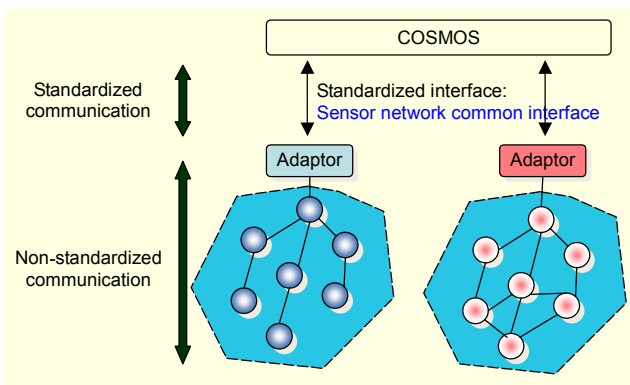 COSMOS
Standardized
communication
Standardized interface:
Sensor network common interface
Adaptor
Adaptor
Non-standardized
communication